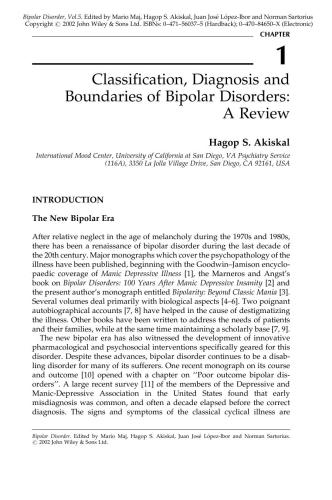 Bipolar Disorder, Vol.5. Edited by Mario Maj, Hagop S. Akiskal, Juan José López-Ibor and Norman Sartorius
Copyright © 2002 John Wiley & Sons Ltd. ISBNs: 0–471–56037–5 (Hardback); 0–470–84650–X (Electronic)
CHAPTER
1
Classification, Diagnosis and
Boundaries of Bipolar Disorders:
A Review
Hagop S. Akiskal
International Mood Center, University of California at San Diego, VA Psychiatry Service
(116A), 3350 La Jolla Village Drive, San Diego, CA 92161, USA
INTRODUCTION
The New Bipolar Era
After relative neglect in the age of melancholy during the 1970s and 1980s,
there has been a renaissance of bipolar disorder during the last decade of
the 20th century. Major monographs which cover the psychopathology of the
illness have been published, beginning with the Goodwin–Jamison encyclo-
paedic coverage of Manic Depressive Illness [1], the Marneros and Angst's
book on Bipolar Disorders: 100 Years After Manic Depressive Insanity [2] and
the present author's monograph entitled Bipolarity: Beyond Classic Mania [3].
Several volumes deal primarily with biological aspects [4–6]. Two poignant
autobiographical accounts [7, 8] have helped in the cause of destigmatizing
the illness. Other books have been written to address the needs of patients
and their families, while at the same time maintaining a scholarly base [7, 9].
The new bipolar era has also witnessed the development of innovative
pharmacological and psychosocial interventions specifically geared for this
disorder. Despite these advances, bipolar disorder continues to be a disab-
ling disorder for many of its sufferers. One recent monograph on its course
and outcome [10] opened with a chapter on "Poor outcome bipolar dis-
orders". A large recent survey [11] of the members of the Depressive and
Manic-Depressive Association in the United States found that early
misdiagnosis was common, and often a decade elapsed before the correct
diagnosis. The signs and symptoms of the classical cyclical illness are
Bipolar Disorder. Edited by Mario Maj, Hagop S. Akiskal, Juan José López-Ibor and Norman Sartorius.
© 2002 John Wiley & Sons Ltd.